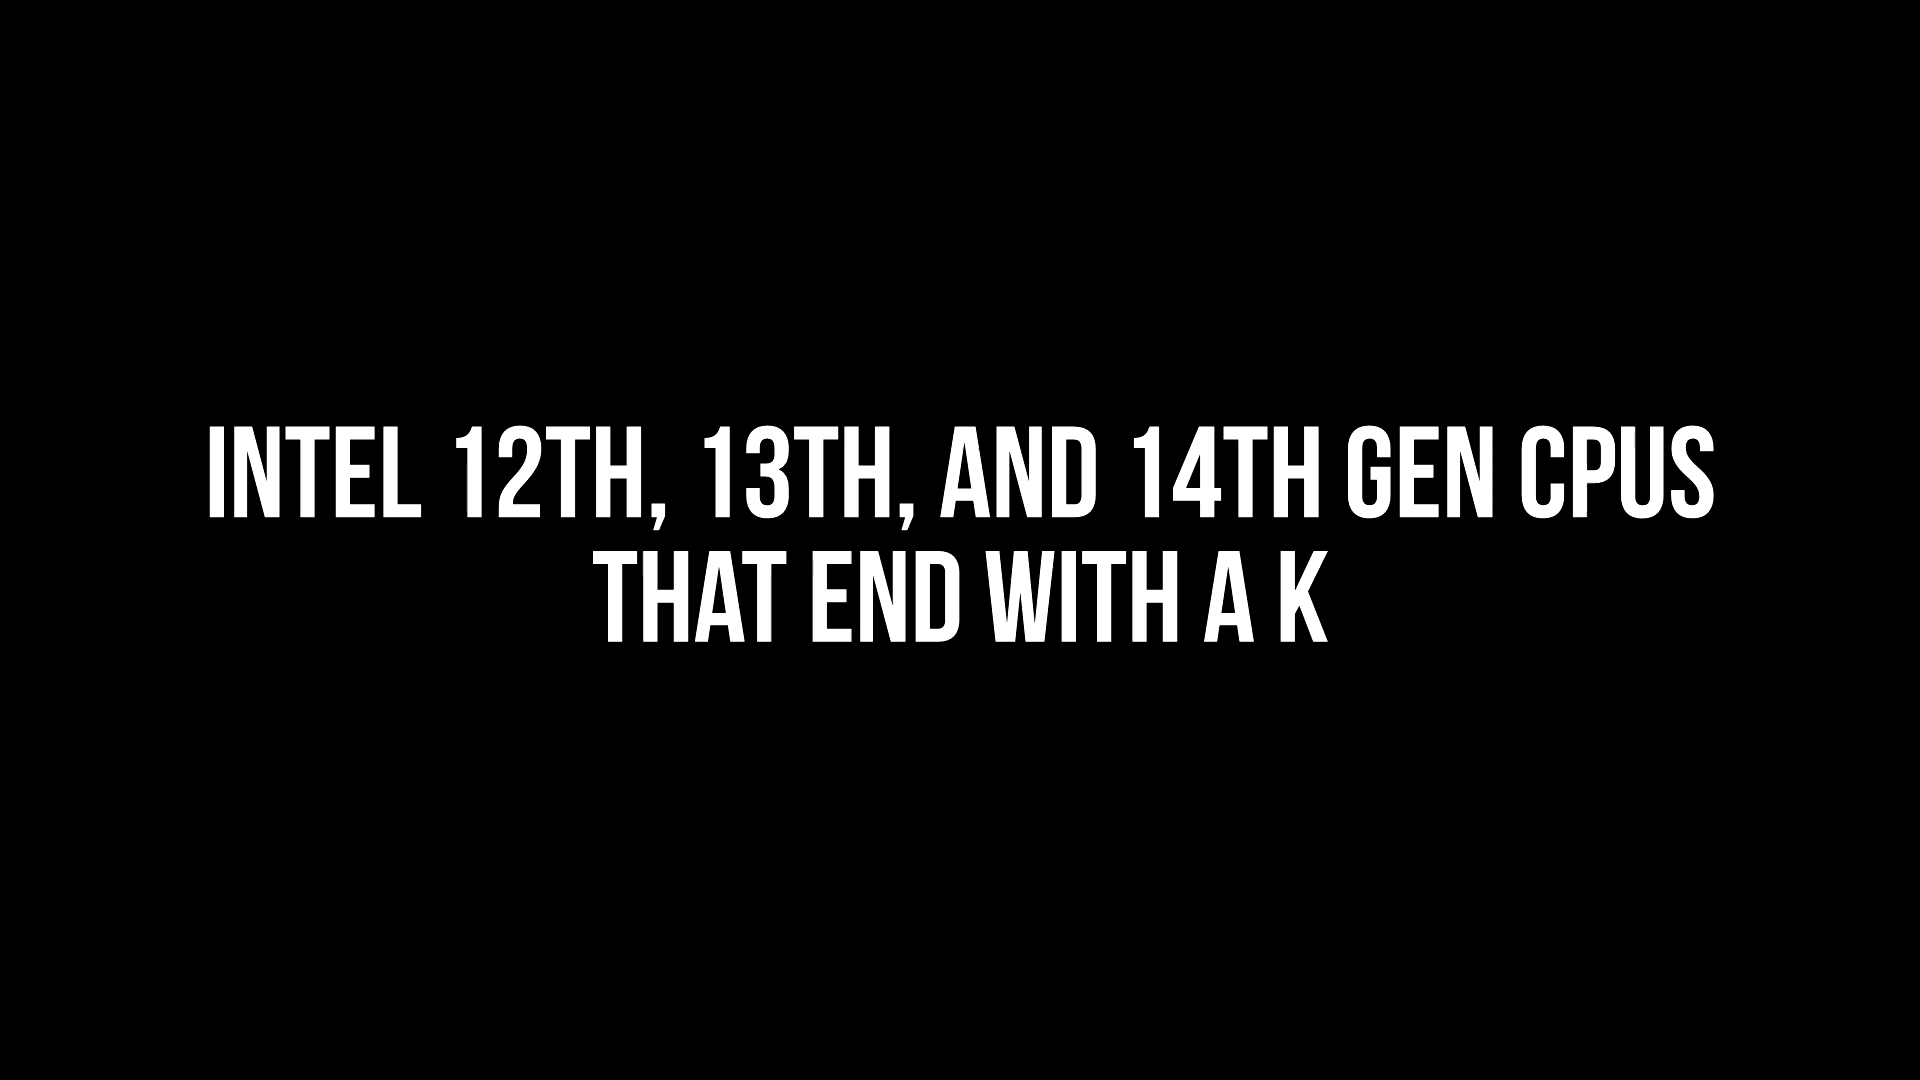 INTEL 12TH, 13TH, AND 14TH GEN CPUS
THAT END WITH A K